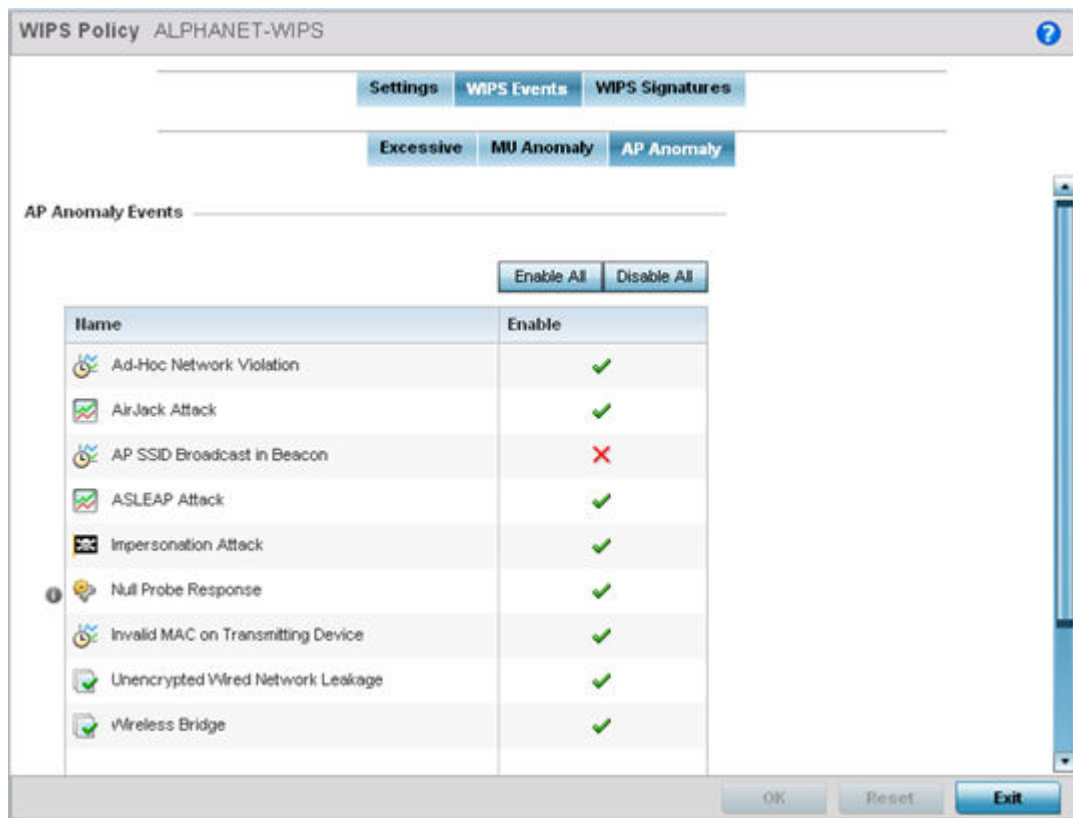 WIPS Policy ALPHANET-WIPS
?
Settings WIPS Events WIPS Signatures
Excessive MU Anomaly AP Anomaly
AP Anomaly Events
Enable All Disable All
Name Enable
Ad-Hoc Network Violation
AirJack Attack
AP SSID Broadcast in Beacon
ASLEAP Attack
Impersonation Attack
Null Probe Response
Invalid MAC on Transmitting Device
Unencrypted Wired Network Leakage
Wireless Bridge
OK Reset Exit